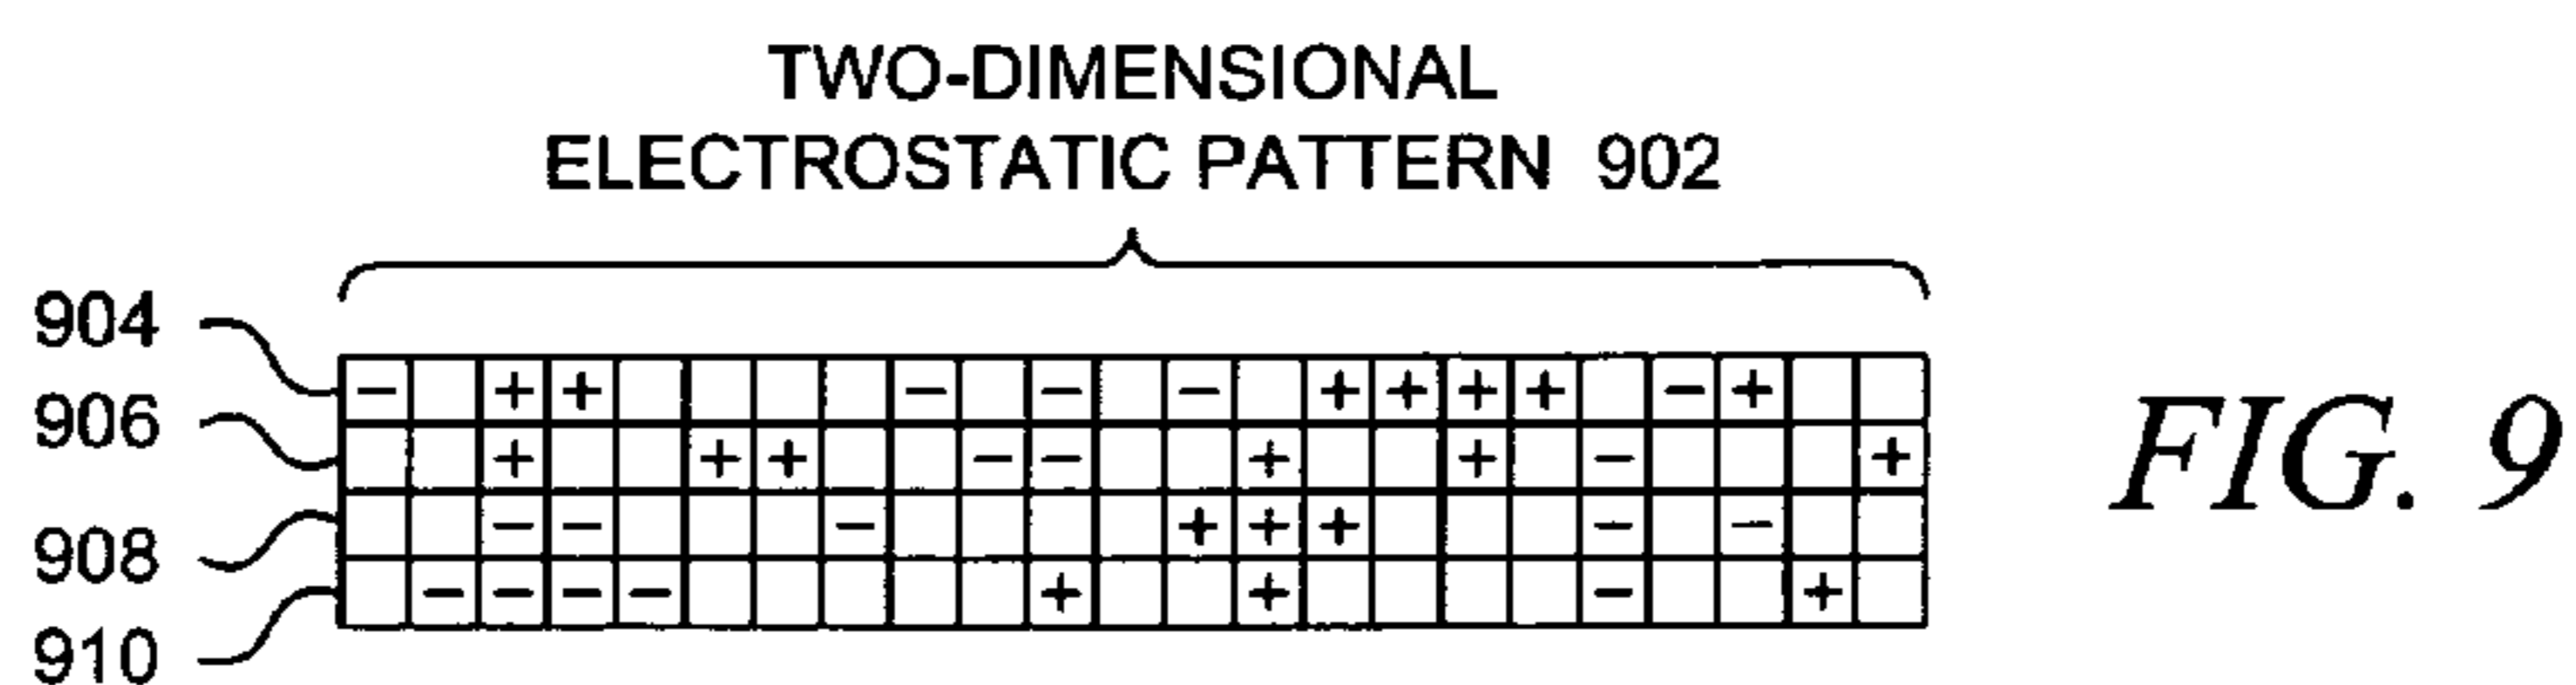 TWO-DIMENSIONAL
ELECTROSTATIC PATTERN 902
904
906
908
910
- + + - - - + + + + - +
+ + + - - + + - +
- - - + + + - -
- - - - + + - +
FIG. 9